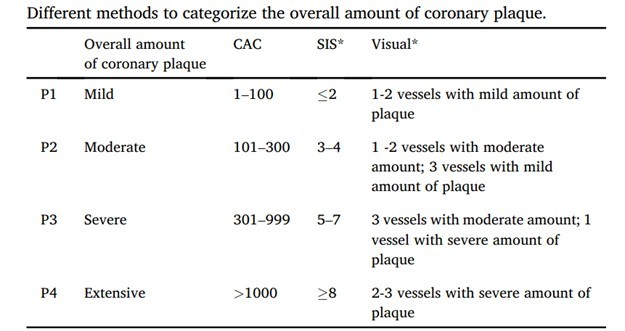 Different methods to categorize the overall amount of coronary plaque.
Overall amount of coronary plaque CAC SIS* Visual*
P1 Mild 1–100 ≤2 1-2 vessels with mild amount of plaque
P2 Moderate 101–300 3–4 1 -2 vessels with moderate amount; 3 vessels with mild amount of plaque
P3 Severe 301–999 5–7 3 vessels with moderate amount; 1 vessel with severe amount of plaque
P4 Extensive >1000 ≥8 2-3 vessels with severe amount of plaque